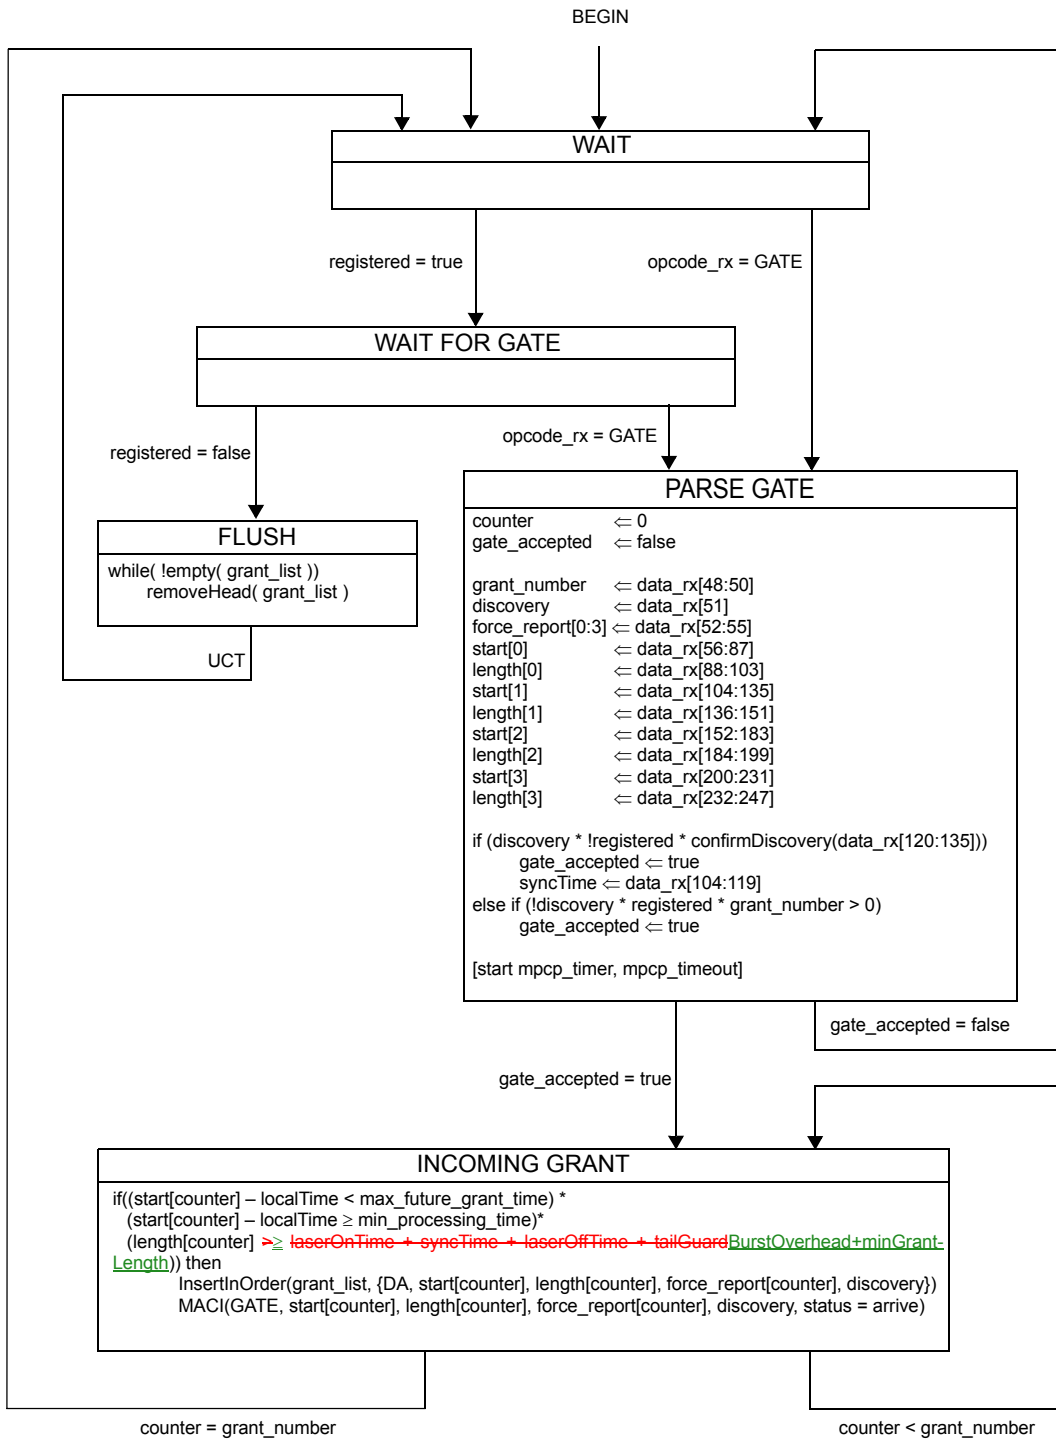 BEGIN
WAIT
registered = true
opcode_rx = GATE
WAIT FOR GATE
registered = false
opcode_rx = GATE
FLUSH
while( !empty( grant_list ))
removeHead( grant_list )
UCT
PARSE GATE
counter ⇐ 0
gate_accepted ⇐ false
grant_number ⇐ data_rx[48:50]
discovery ⇐ data_rx[51]
force_report[0:3] ⇐ data_rx[52:55]
start[0] ⇐ data_rx[56:87]
length[0] ⇐ data_rx[88:103]
start[1] ⇐ data_rx[104:135]
length[1] ⇐ data_rx[136:151]
start[2] ⇐ data_rx[152:183]
length[2] ⇐ data_rx[184:199]
start[3] ⇐ data_rx[200:231]
length[3] ⇐ data_rx[232:247]
if (discovery * !registered * confirmDiscovery(data_rx[120:135]))
gate_accepted ⇐ true
syncTime ⇐ data_rx[104:119]
else if (!discovery * registered * grant_number > 0)
gate_accepted ⇐ true
[start mpcp_timer, mpcp_timeout]
gate_accepted = false
gate_accepted = true
INCOMING GRANT
if((start[counter] – localTime < max_future_grant_time) *
(start[counter] – localTime ≥ min_processing_time)*
(length[counter] >≥ laserOnTime + syncTime + laserOffTime + tailGuardBurstOverhead+minGrant-
Length)) then
InsertInOrder(grant_list, {DA, start[counter], length[counter], force_report[counter], discovery})
MACI(GATE, start[counter], length[counter], force_report[counter], discovery, status = arrive)
counter = grant_number
counter < grant_number